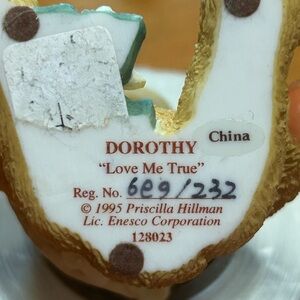 DOROTHY
China
"Love Me True"
Reg. No. 6e9/232
© 1995 Priscilla Hillman
Lic. Enesco Corporation
128023